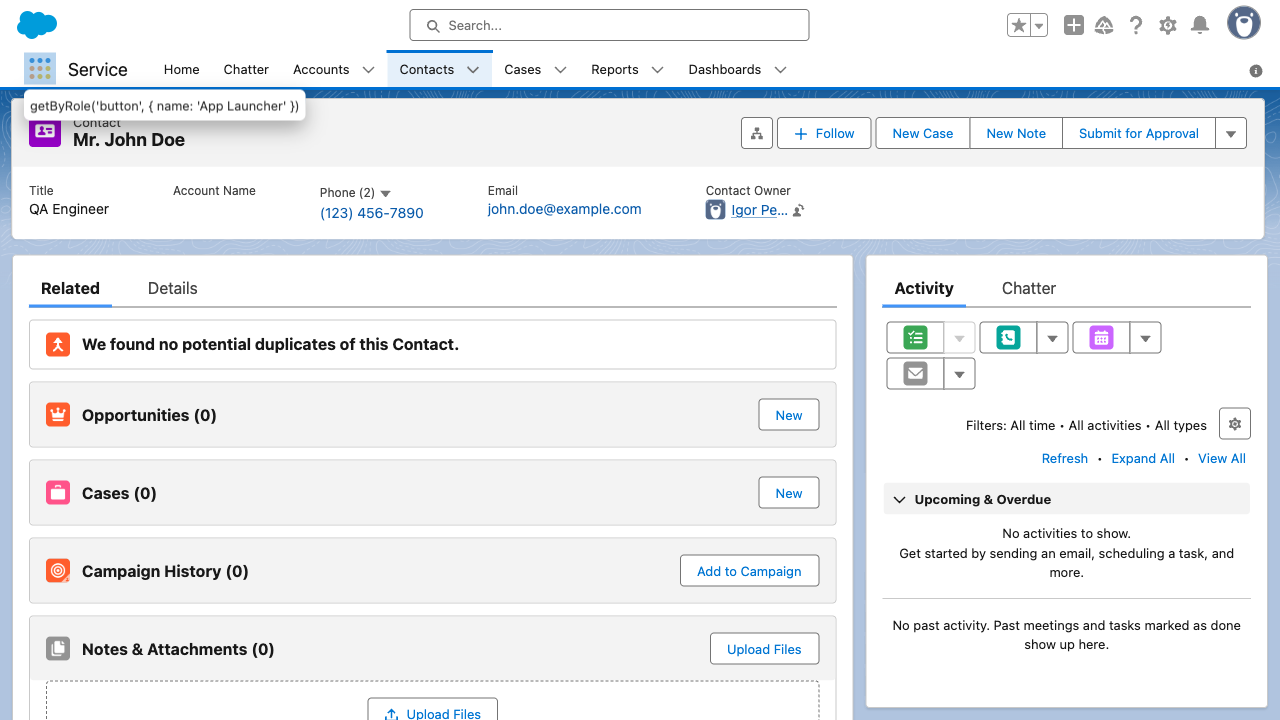 Search...
Service
Home
Chatter
Accounts
Contacts
Cases
Reports
Dashboards
getByRole('button', { name: 'App Launcher' })
Contact
Mr. John Doe
Follow
New Case
New Note
Submit for Approval
Title
QA Engineer
Account Name
Phone (2)
(123) 456-7890
Email
john.doe@example.com
Contact Owner
Igor Pe...
Related
Details
We found no potential duplicates of this Contact.
Opportunities (0)
New
Cases (0)
New
Campaign History (0)
Add to Campaign
Notes & Attachments (0)
Upload Files
Upload Files
Activity
Chatter
Filters: All time • All activities • All types
Refresh • Expand All • View All
Upcoming & Overdue
No activities to show.
Get started by sending an email, scheduling a task, and
more.
No past activity. Past meetings and tasks marked as done
show up here.